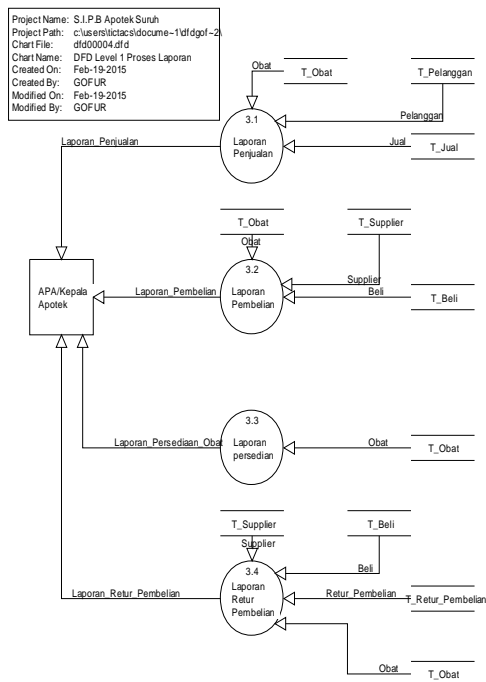 Project Name: S.I.P.B Apotek Suruh
Project Path: c:\users\tictacs\docume~1\dfdgof~2\
Chart File: dfd00004.dfd
Chart Name: DFD Level 1 Proses Laporan
Created On: Feb-19-2015
Created By: GOFUR
Modified On: Feb-19-2015
Modified By: GOFUR
Obat
T_Obat
T_Pelanggan
Pelanggan
3.1
Laporan
Penjualan
Laporan_Penjualan
Jual
T_Jual
T_Obat
Obat
T_Supplier
Supplier
3.2
Laporan
Pembelian
APA/Kepala
Apotek
Laporan_Pembelian
Beli
T_Beli
3.3
Laporan
persedian
Laporan_Persediaan_Obat
Obat
T_Obat
T_Supplier
Supplier
T_Beli
Beli
3.4
Laporan
Retur
Pembelian
Laporan_Retur_Pembelian
Retur_Pembelian
T_Retur_Pembelian
Obat
T_Obat